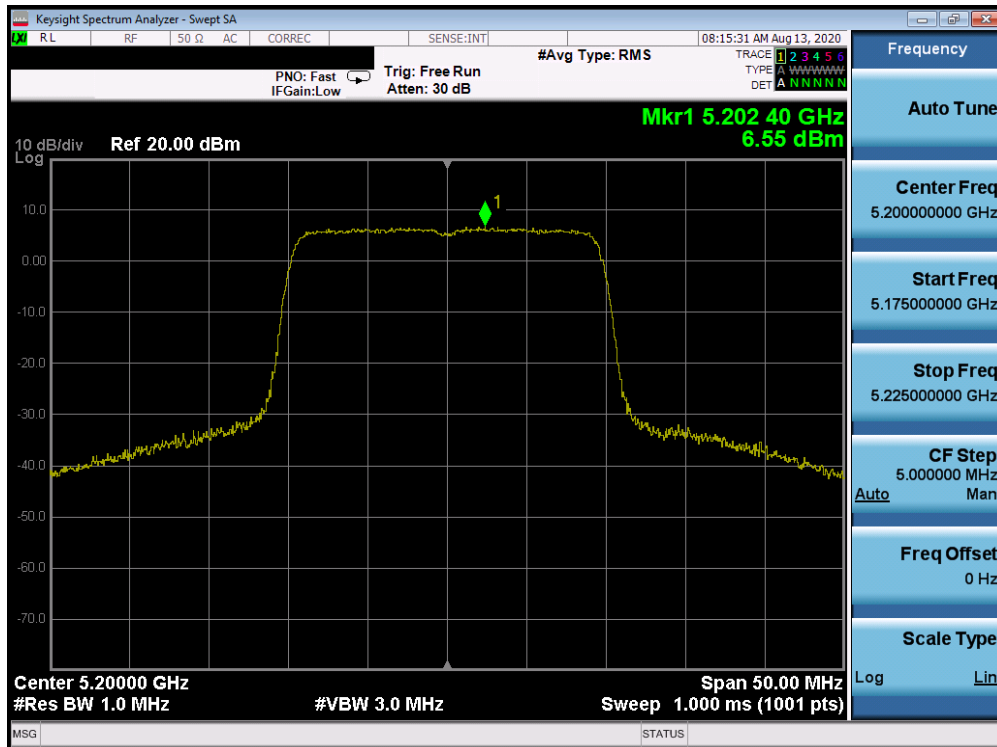 Keysight Spectrum Analyzer - Swept SA
LXI RL RF 50 Ω AC CORREC SENSE:INT 08:15:31 AM Aug 13, 2020
#Avg Type: RMS
TRACE 1 2 3 4 5 6
TYPE A WWWWW
DET A N N N N N
PNO: Fast
IFGain:Low
Trig: Free Run
Atten: 30 dB
Mkr1 5.202 40 GHz
6.55 dBm
10 dB/div
Log
Ref 20.00 dBm
1
10.0
0.00
-10.0
-20.0
-30.0
-40.0
-50.0
-60.0
-70.0
Center 5.20000 GHz
Span 50.00 MHz
#Res BW 1.0 MHz
#VBW 3.0 MHz
Sweep 1.000 ms (1001 pts)
MSG
STATUS
Frequency
Auto Tune
Center Freq
5.200000000 GHz
Start Freq
5.175000000 GHz
Stop Freq
5.225000000 GHz
CF Step
5.000000 MHz
Auto Man
Freq Offset
0 Hz
Scale Type
Log Lin